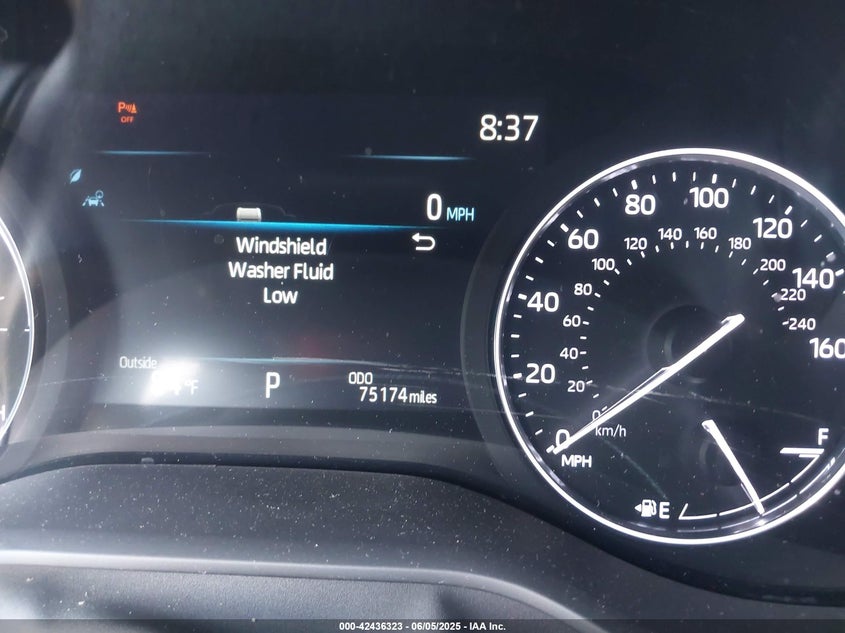 P
OFF
8:37
0 MPH
Windshield
Washer Fluid
Low
Outside
°F
P
ODO
75174 miles
0
20
40
60
80
100
120
140
160
MPH
0
20
40
60
80
100
120
140
160
180
200
220
240
km/h
E
F
H
000-42436323 - 06/05/2025 - IAA Inc.